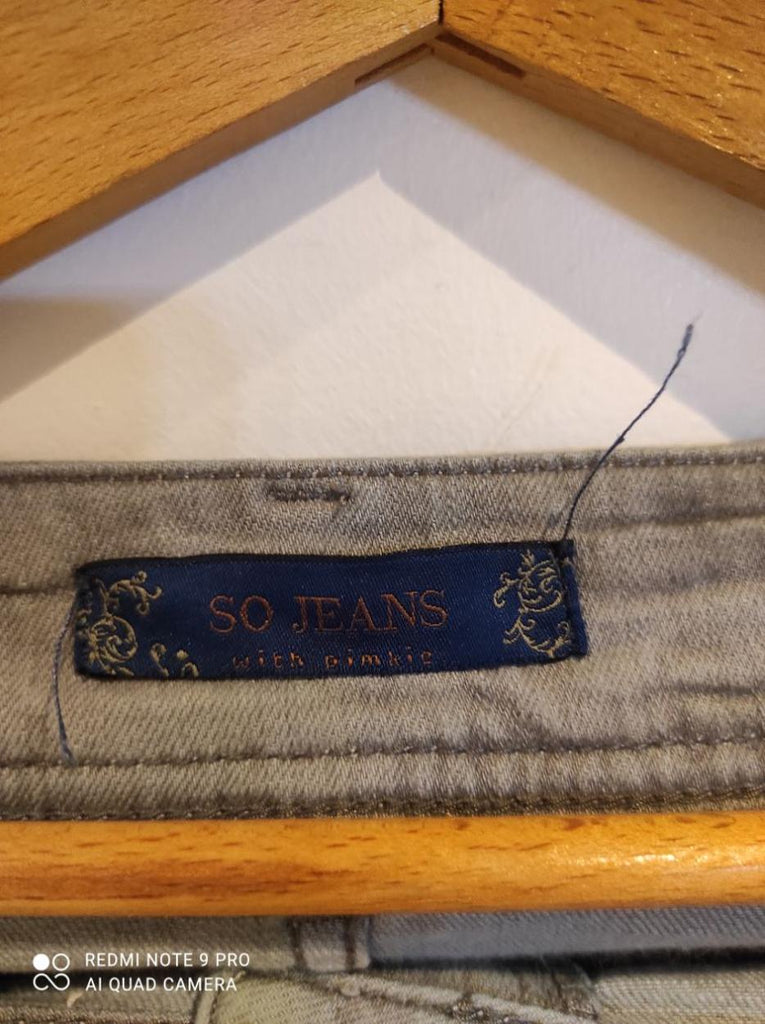 SO JEANS
with pimkie
REDMI NOTE 9 PRO
AI QUAD CAMERA